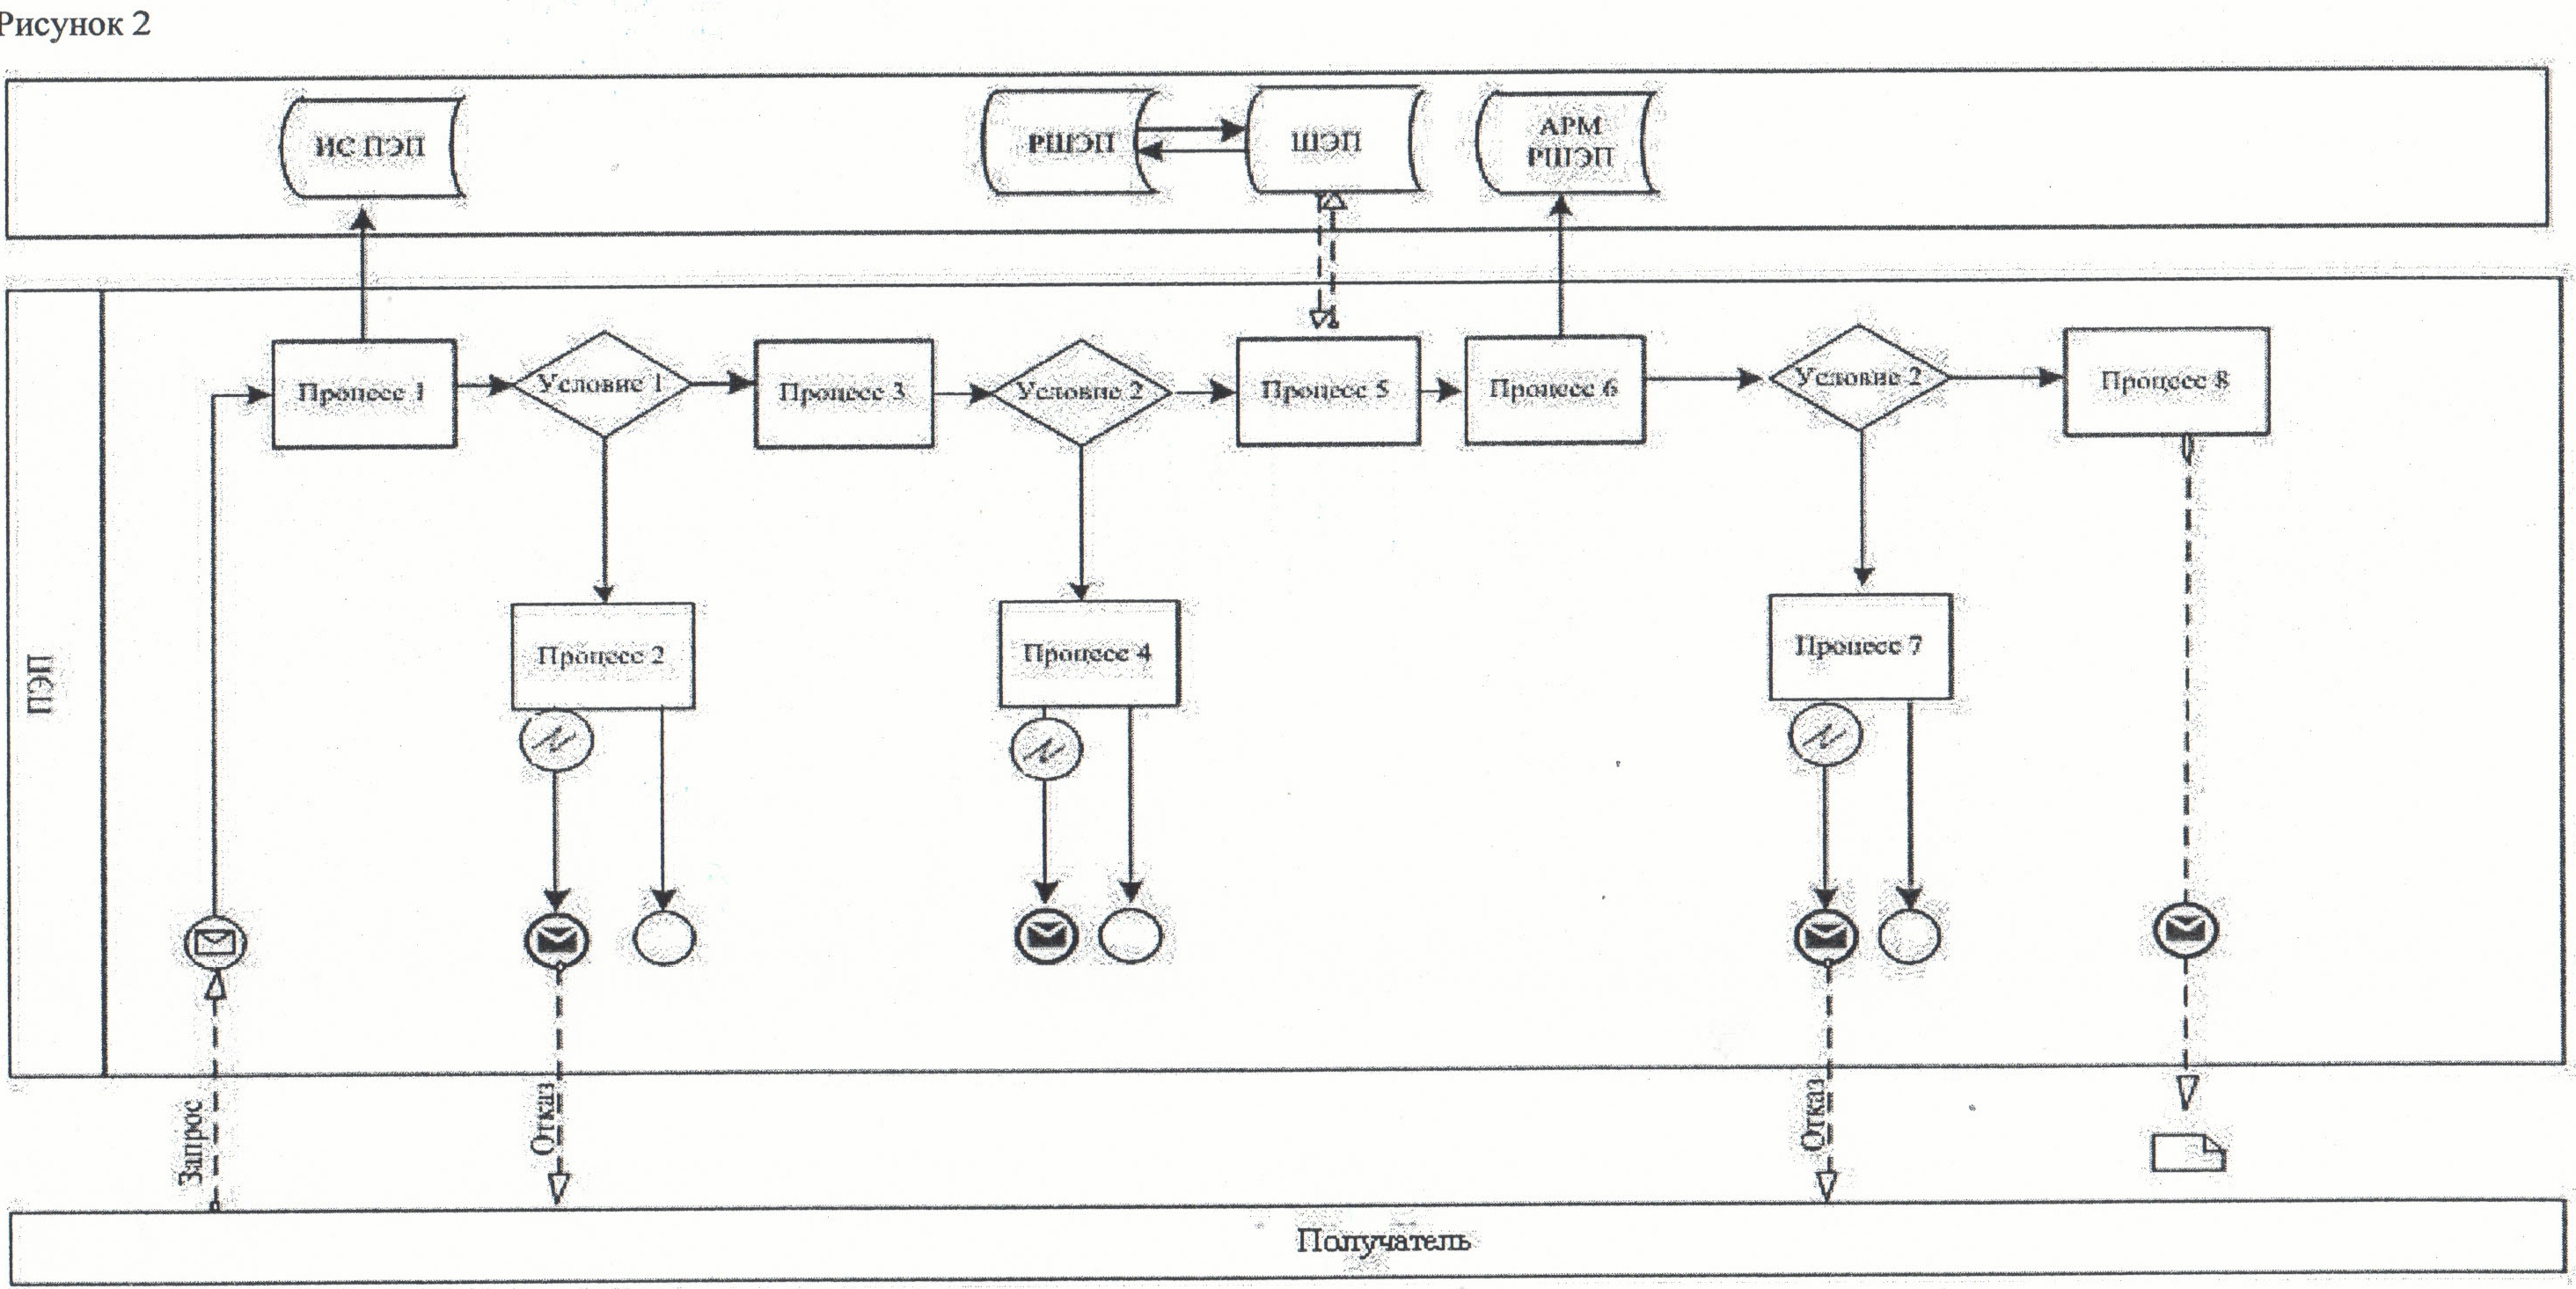 Рисунок 2
ИС ПЭП
РШЭП
ШЭП
АРМ
РШЭП
ПЭП
Процесс 1
Условие 1
Процесс 3
Условие 2
Процесс 5
Процесс 6
Условие 2
Процесс 8
Процесс 2
Процесс 4
Процесс 7
Запрос
Отказ
Отказ
Получатель